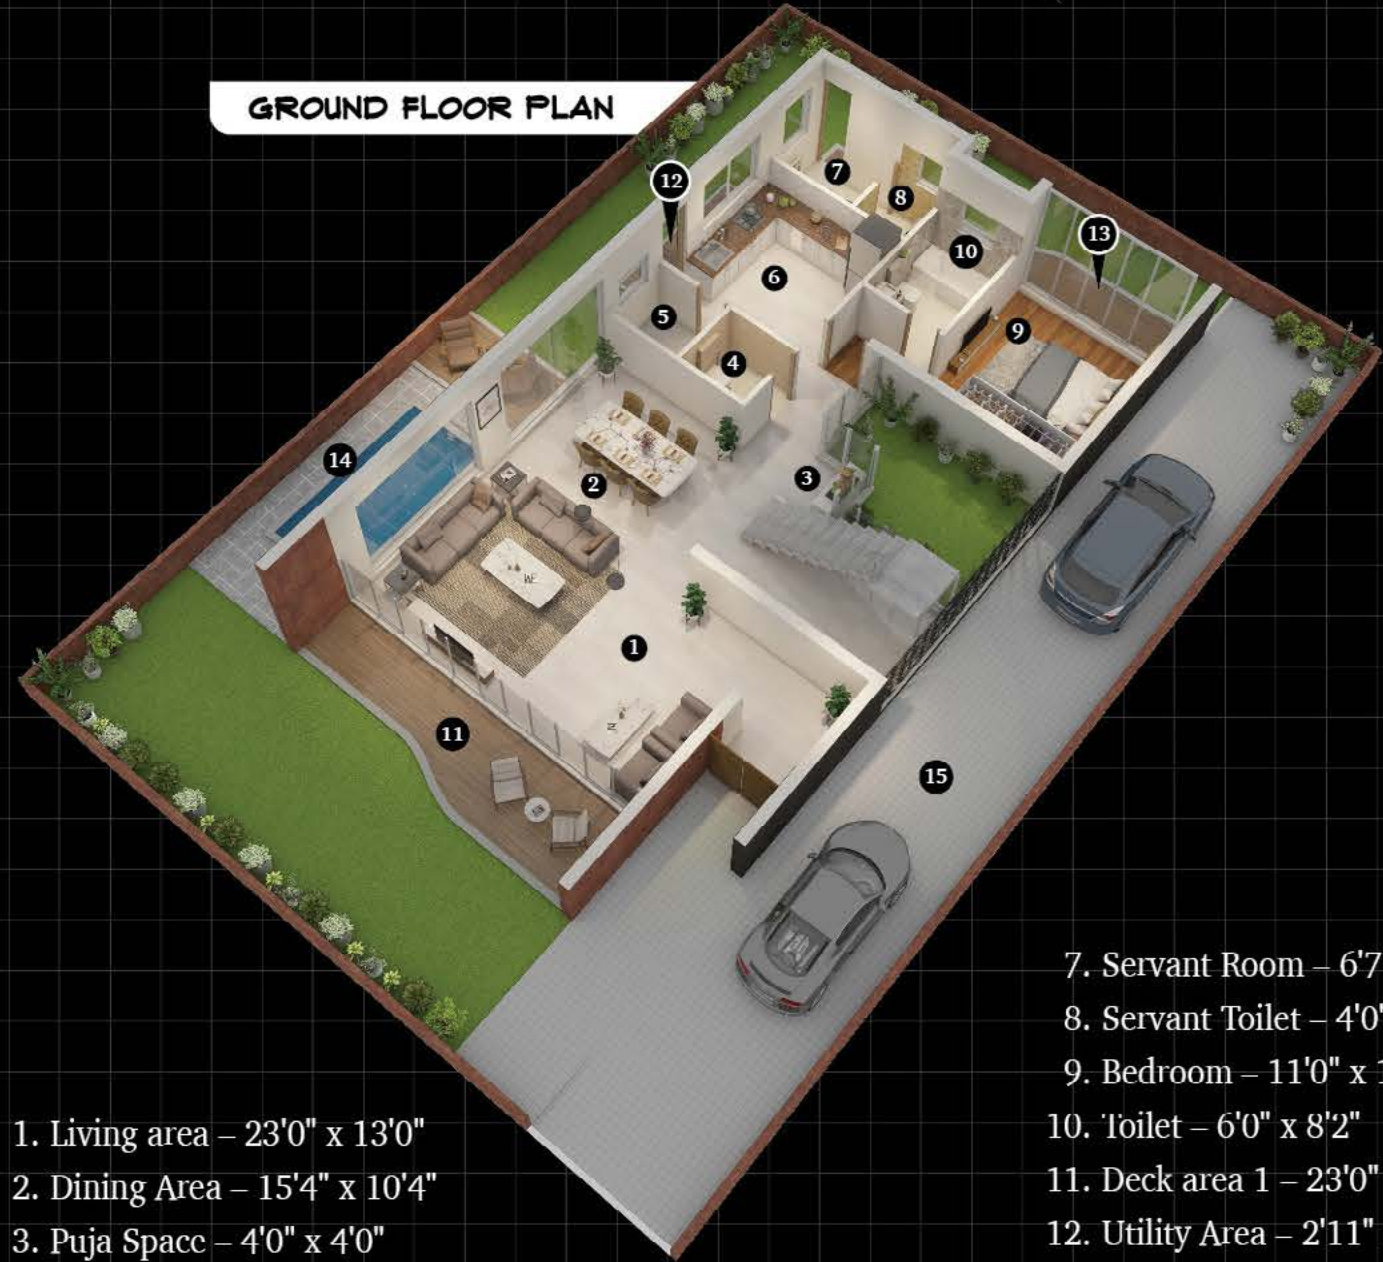 GROUND FLOOR PLAN
12
7
8
13
10
6
9
5
4
14
3
2
1
11
15
1. Living area – 23'0" x 13'0"
2. Dining Area – 15'4" x 10'4"
3. Puja Spacc – 4'0" x 4'0"
7. Servant Room – 6'7
8. Servant Toilet – 4'0'
9. Bedroom – 11'0" x
10. Toilet – 6'0" x 8'2"
11. Deck area 1 – 23'0"
12. Utility Area – 2'11"